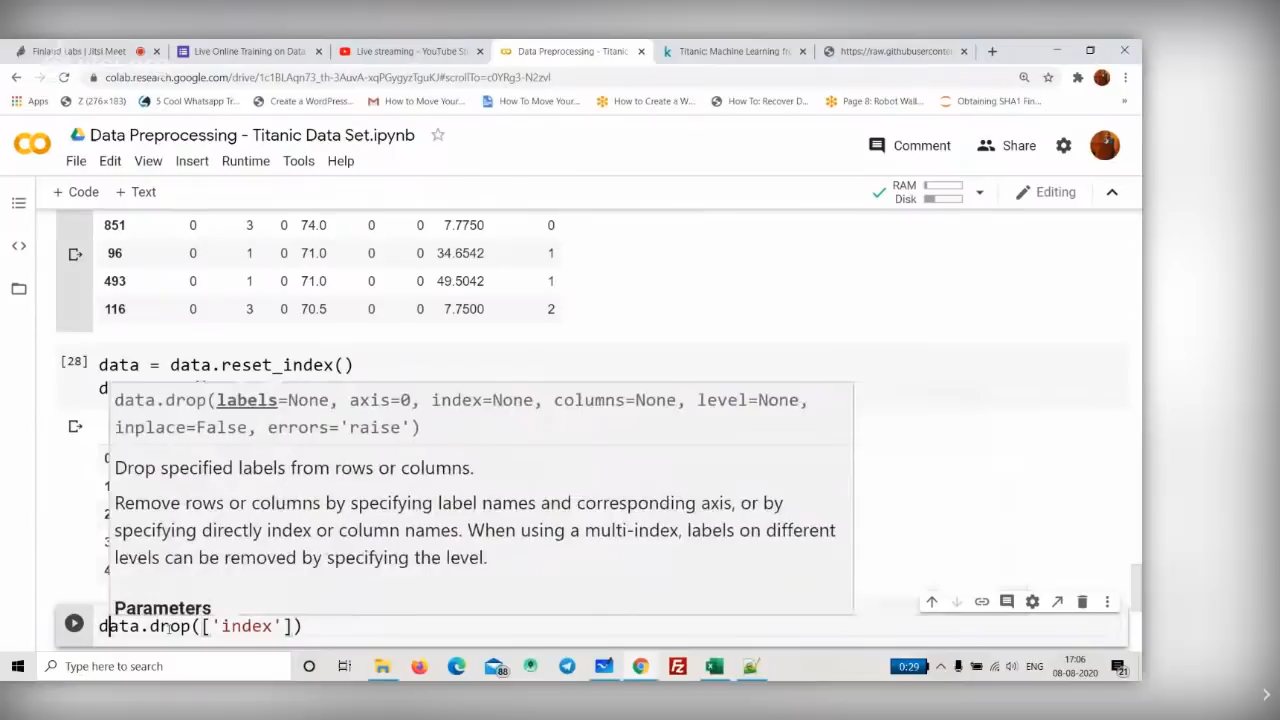 Finland Labs | Jitsi Meet
Live Online Training on Data
Live streaming - YouTube St
Data Preprocessing - Titanic
Titanic: Machine Learning from
https://raw.githubuserconte
colab.research.google.com/drive/1c1BLAqn73_th-3AuvA-xqPGygyzTguKJ#scrollTo=c0YRg3-N2zvl
Apps
Z (276×183)
5 Cool Whatsapp Tr...
Create a WordPress...
How to Move Your...
How To Move Your...
How to Create a W...
How To: Recover D...
Page 8: Robot Wall...
Obtaining SHA1 Fin...
»
Data Preprocessing - Titanic Data Set.ipynb
Comment
Share
File Edit View Insert Runtime Tools Help
+ Code + Text
RAM
Disk
Editing
851 0 3 0 74.0 0 0 7.7750 0
96 0 1 0 71.0 0 0 34.6542 1
493 0 1 0 71.0 0 0 49.5042 1
116 0 3 0 70.5 0 0 7.7500 2
[28] data = data.reset_index()
data.drop(labels=None, axis=0, index=None, columns=None, level=None,
inplace=False, errors='raise')
Drop specified labels from rows or columns.
Remove rows or columns by specifying label names and corresponding axis, or by
specifying directly index or column names. When using a multi-index, labels on different
levels can be removed by specifying the level.
Parameters
data.drop(['index'])
Type here to search
88
0:29
ENG
17:06
08-08-2020
21